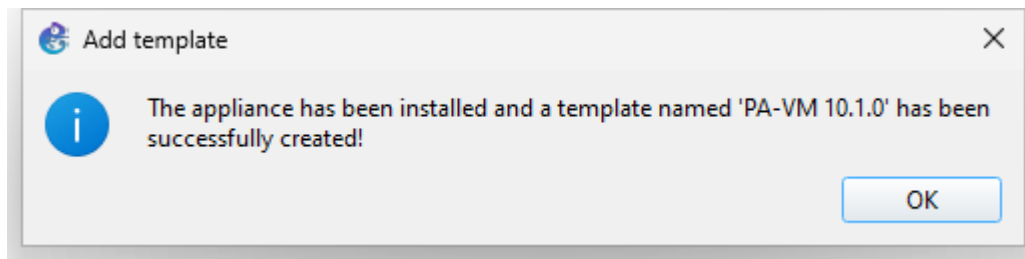 Add template
The appliance has been installed and a template named 'PA-VM 10.1.0' has been
successfully created!
OK